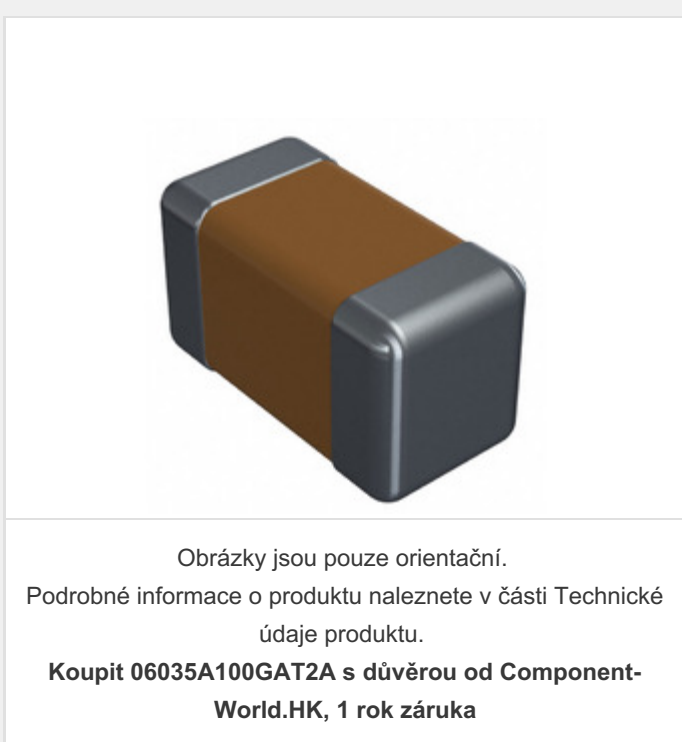 Obrázky jsou pouze orientační.
Podrobné informace o produktu naleznete v části Technické
údaje produktu.
Koupit 06035A100GAT2A s důvěrou od Component-
World.HK, 1 rok záruka